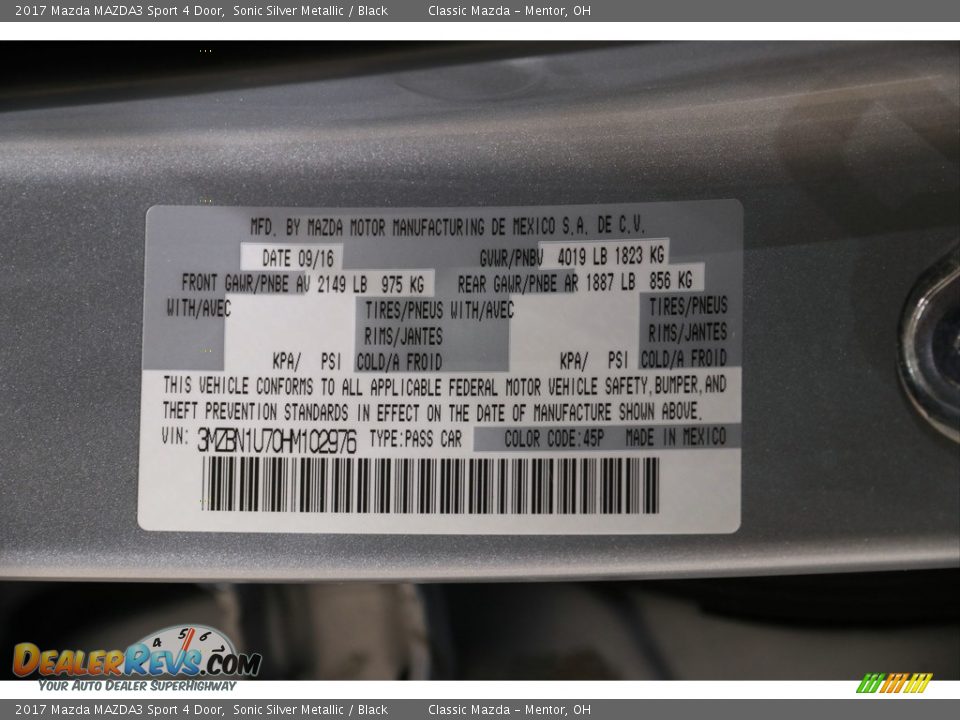 2017 Mazda MAZDA3 Sport 4 Door, Sonic Silver Metallic / Black Classic Mazda - Mentor, OH
MFD. BY MAZDA MOTOR MANUFACTURING DE MEXICO S.A. DE C.V.
DATE 09/16 GVWR/PNBV 4019 LB 1823 KG
FRONT GAWR/PNBE AV 2149 LB 975 KG REAR GAWR/PNBE AR 1887 LB 856 KG
WITH/AVEC TIRES/PNEUS WITH/AVEC TIRES/PNEUS
RIMS/JANTES RIMS/JANTES
KPA/ PSI COLD/A FROID KPA/ PSI COLD/A FROID
THIS VEHICLE CONFORMS TO ALL APPLICABLE FEDERAL MOTOR VEHICLE SAFETY,BUMPER,AND
THEFT PREVENTION STANDARDS IN EFFECT ON THE DATE OF MANUFACTURE SHOWN ABOVE.
VIN: 3MZBN1U70HM102976 TYPE:PASS CAR COLOR CODE:45P MADE IN MEXICO
4 5 6
DEALERREVS.COM
YOUR AUTO DEALER SUPERHIGHWAY
2017 Mazda MAZDA3 Sport 4 Door, Sonic Silver Metallic / Black Classic Mazda - Mentor, OH